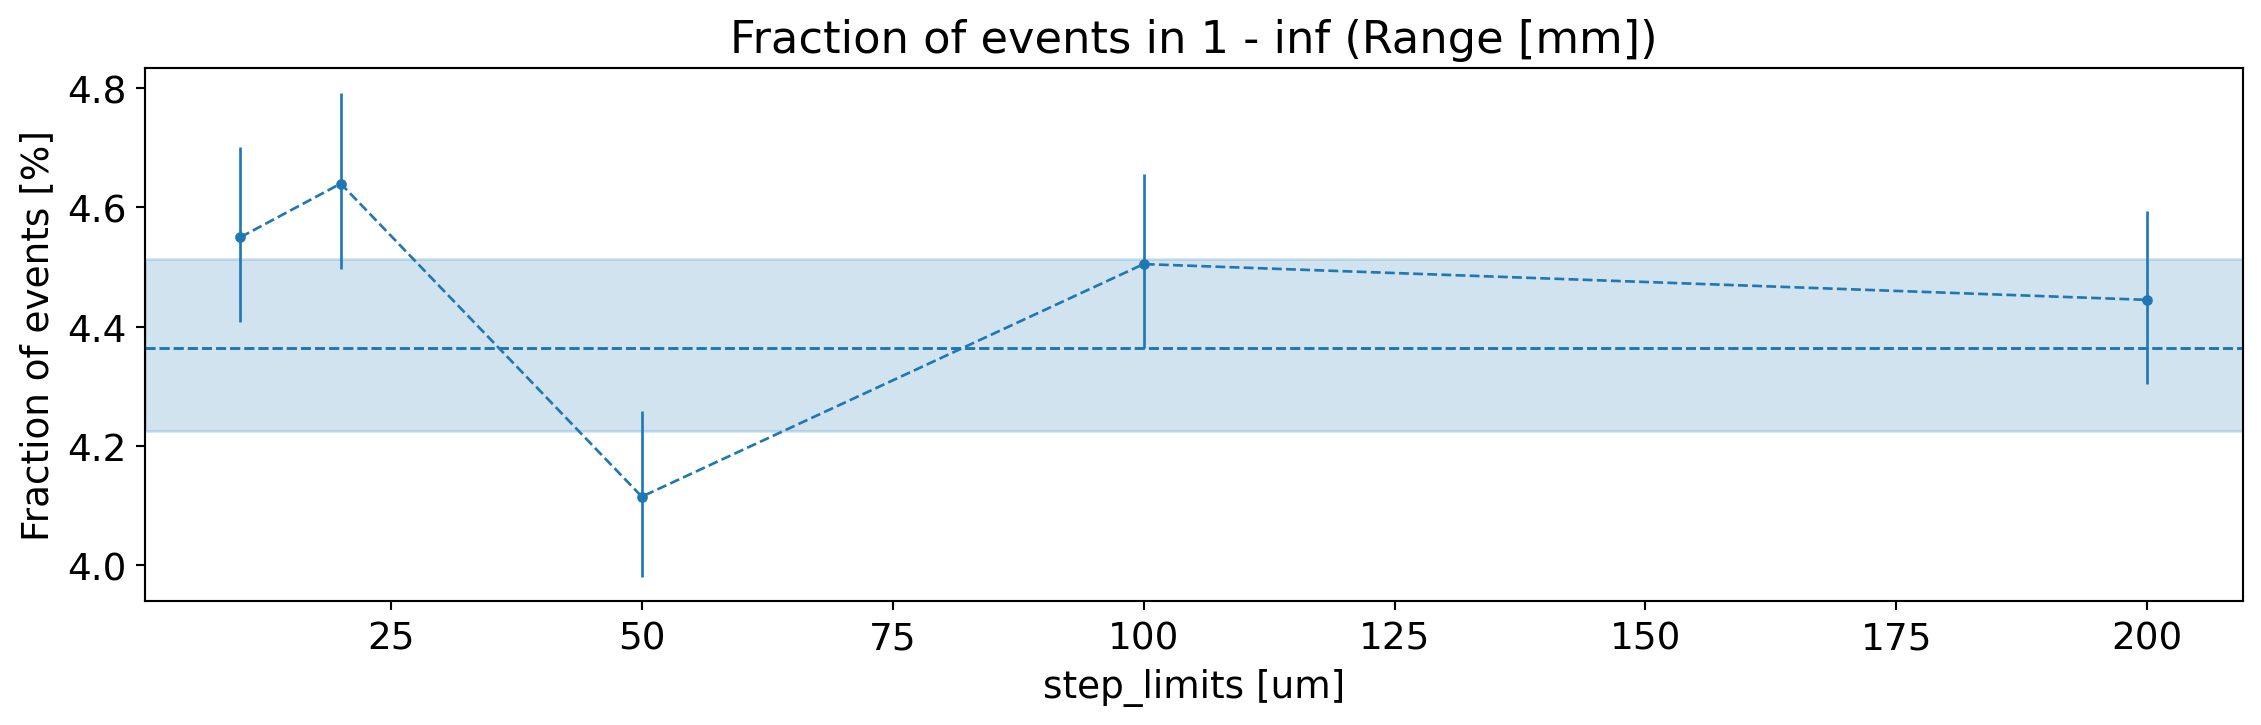 Fraction of events in 1 - inf (Range [mm])
Fraction of events [%]
4.8
4.6
4.4
4.2
4.0
25 50 75 100 125 150 175 200
step_limits [um]